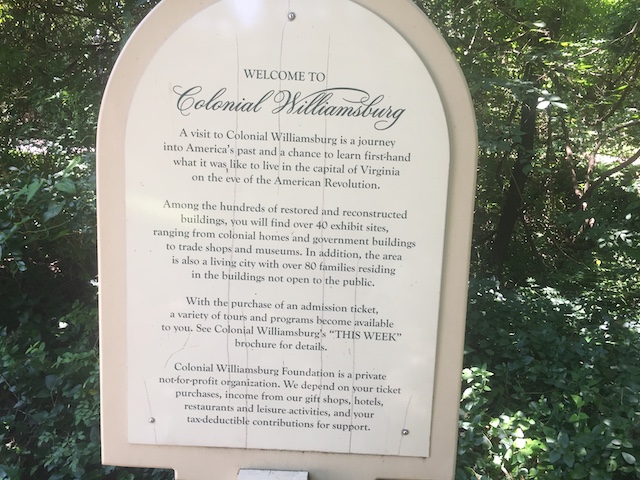 WELCOME TO
Colonial Williamsburg
A visit to Colonial Williamsburg is a journey
into America's past and a chance to learn first-hand
what it was like to live in the capital of Virginia
on the eve of the American Revolution.
Among the hundreds of restored and reconstructed
buildings, you will find over 40 exhibit sites,
ranging from colonial homes and government buildings
to trade shops and museums. In addition, the area
is also a living city with over 80 families residing
in the buildings not open to the public.
With the purchase of an admission ticket,
a variety of tours and programs become available
to you. See Colonial Williamsburg's "THIS WEEK"
brochure for details.
Colonial Williamsburg Foundation is a private
not-for-profit organization. We depend on your ticket
purchases, income from our gift shops, hotels,
restaurants and leisure activities, and your
tax-deductible contributions for support.